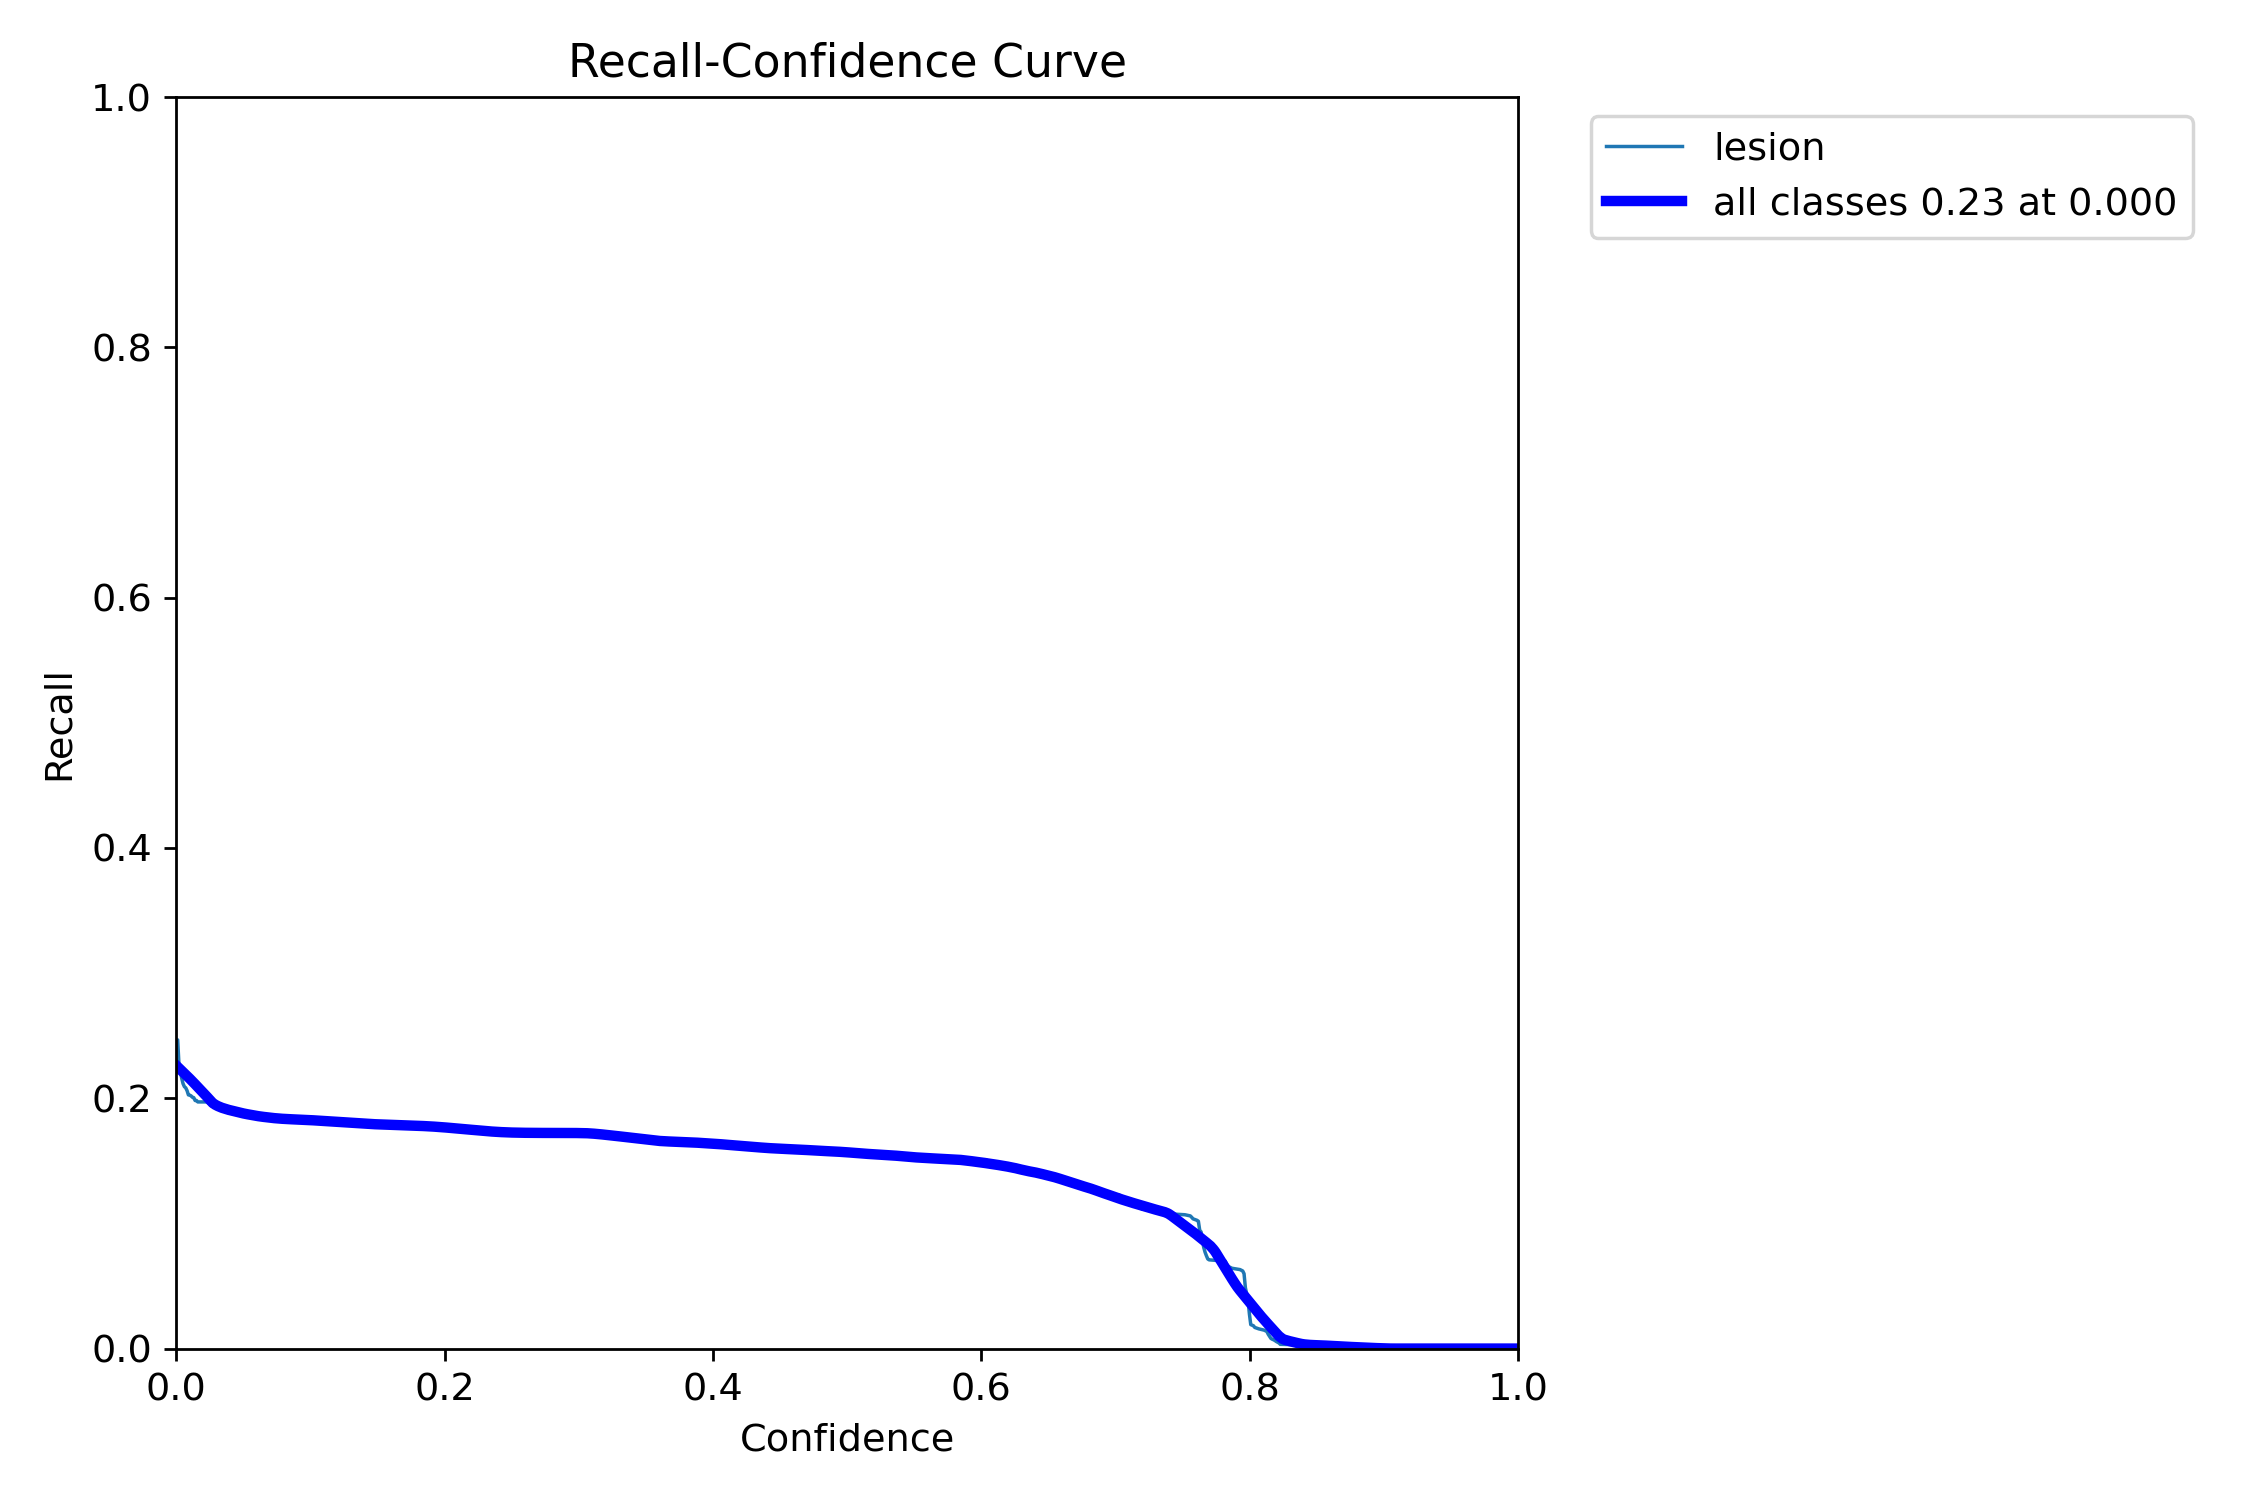 Recall-Confidence Curve
1.0
0.8
0.6
0.4
0.2
0.0
Recall
0.0 0.2 0.4 0.6 0.8 1.0
Confidence
lesion
all classes 0.23 at 0.000